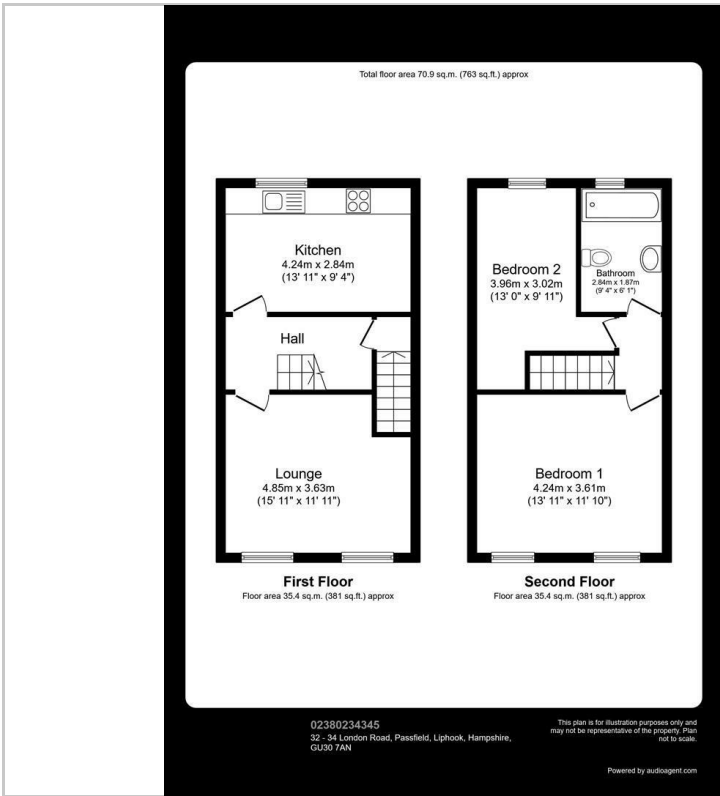 Total floor area 70.9 sq.m. (763 sq.ft.) approx
Kitchen
4.24m x 2.84m
(13' 11" x 9' 4")
Hall
Lounge
4.85m x 3.63m
(15' 11" x 11' 11")
First Floor
Floor area 35.4 sq.m. (381 sq.ft.) approx
Bedroom 2
3.96m x 3.02m
(13' 0" x 9' 11")
Bathroom
2.84m x 1.87m
(9' 4" x 6' 1")
Bedroom 1
4.24m x 3.61m
(13' 11" x 11' 10")
Second Floor
Floor area 35.4 sq.m. (381 sq.ft.) approx
02380234345
32 - 34 London Road, Passfield, Liphook, Hampshire,
GU30 7AN
This plan is for illustration purposes only and
may not be representative of the property. Plan
not to scale.
Powered by audioagent.com